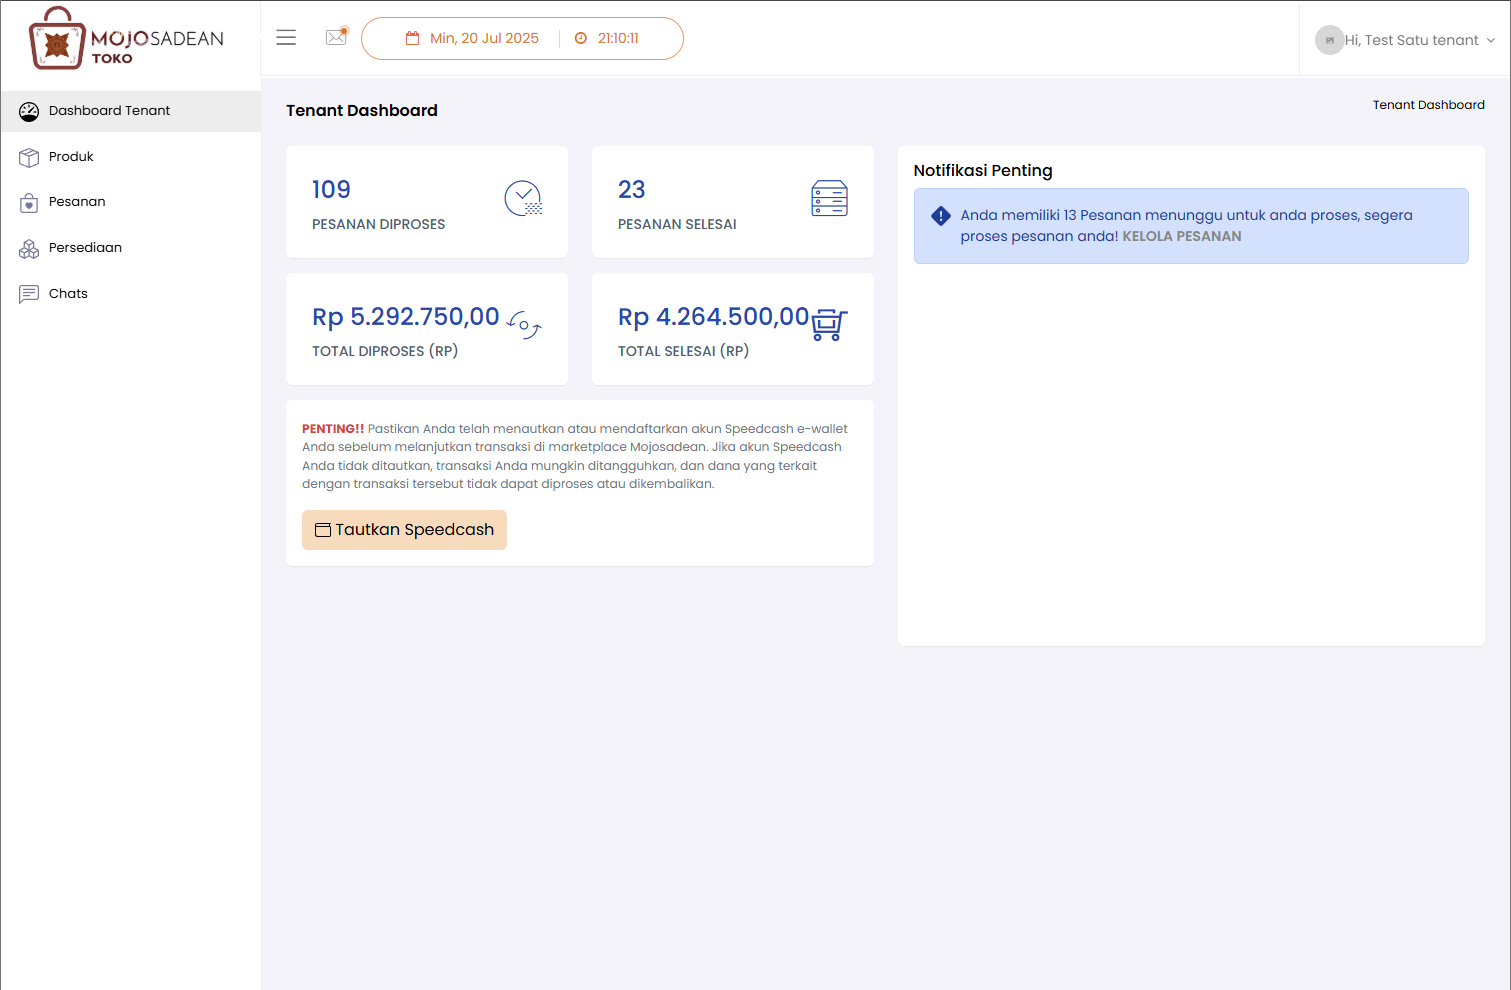 MOJOSADEAN
TOKO
Min, 20 Jul 2025
21:10:11
Hi, Test Satu tenant
Dashboard Tenant
Produk
Pesanan
Persediaan
Chats
Tenant Dashboard
Tenant Dashboard
109
PESANAN DIPROSES
23
PESANAN SELESAI
Rp 5.292.750,00
TOTAL DIPROSES (RP)
Rp 4.264.500,00
TOTAL SELESAI (RP)
PENTING!! Pastikan Anda telah menautkan atau mendaftarkan akun Speedcash e-wallet
Anda sebelum melanjutkan transaksi di marketplace Mojosadean. Jika akun Speedcash
Anda tidak ditautkan, transaksi Anda mungkin ditangguhkan, dan dana yang terkait
dengan transaksi tersebut tidak dapat diproses atau dikembalikan.
Tautkan Speedcash
Notifikasi Penting
Anda memiliki 13 Pesanan menunggu untuk anda proses, segera
proses pesanan anda! KELOLA PESANAN